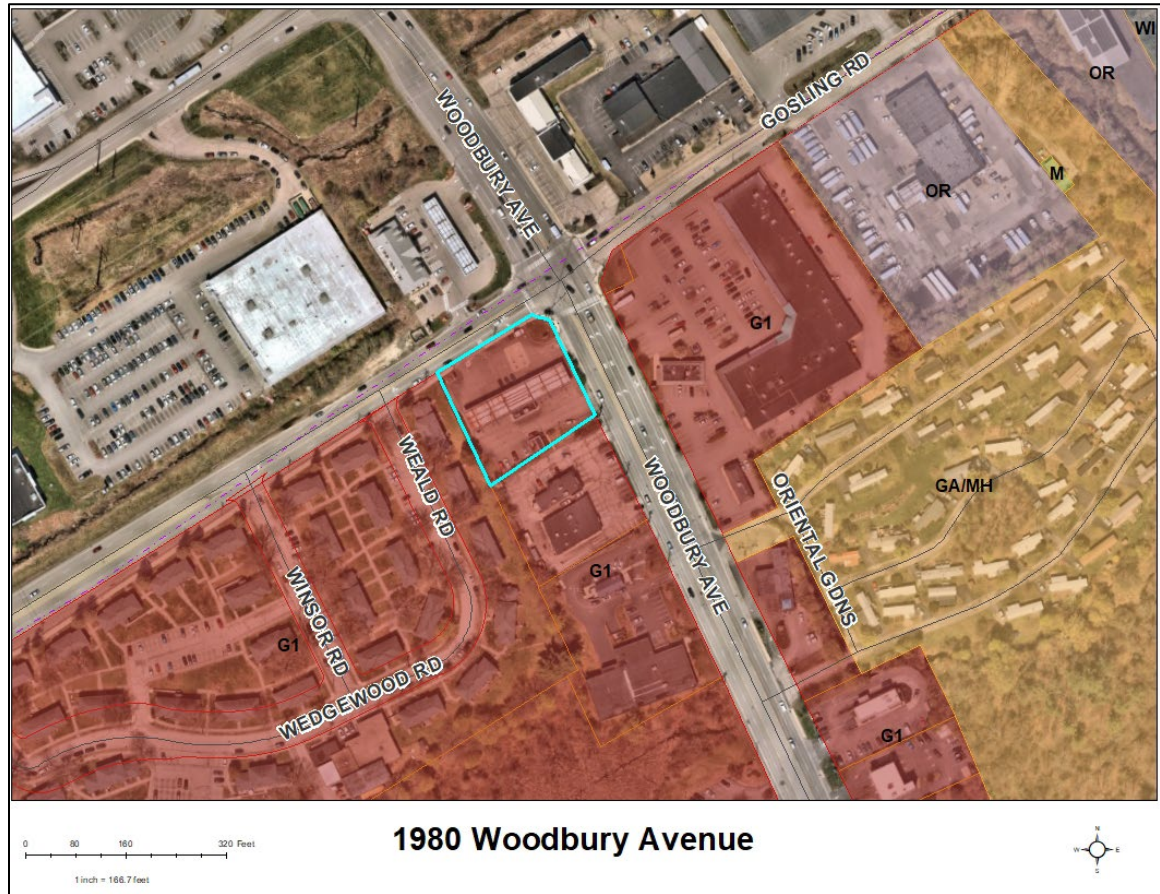 WI
OR
WOODBURY AVE
GOSLING RD
M
OR
G1
WEALD RD
WOODBURY AVE
ORIENTAL GDNS
GA/MH
WINSOR RD
G1
G1
WEDGEWOOD RD
G1
0 80 160 320 Feet
1 inch = 166.7 feet
1980 Woodbury Avenue
N
W E
S